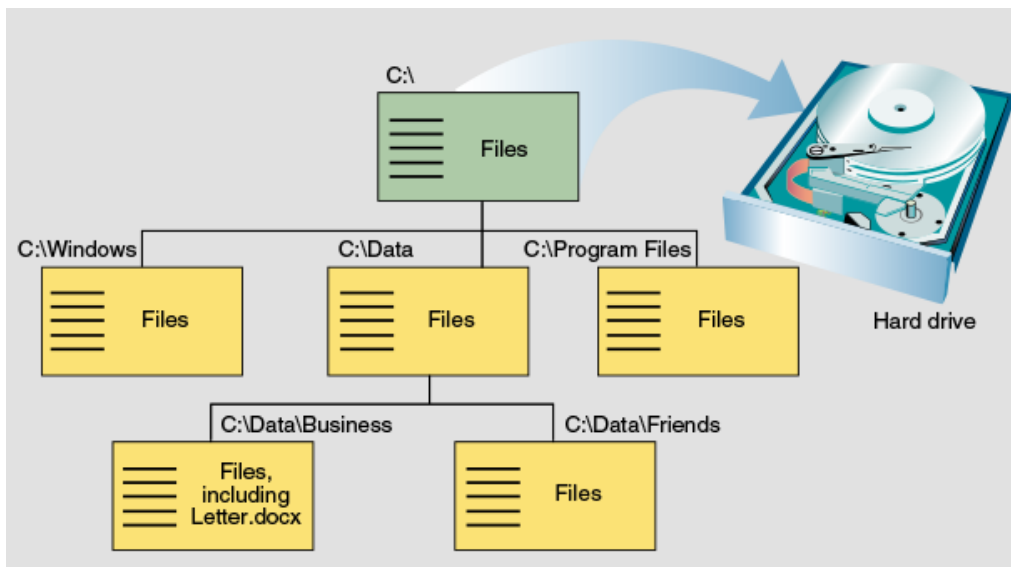 C:\
Files
C:\Windows
C:\Data
C:\Program Files
Files
Files
Files
Hard drive
C:\Data\Business
C:\Data\Friends
Files,
including
Letter.docx
Files